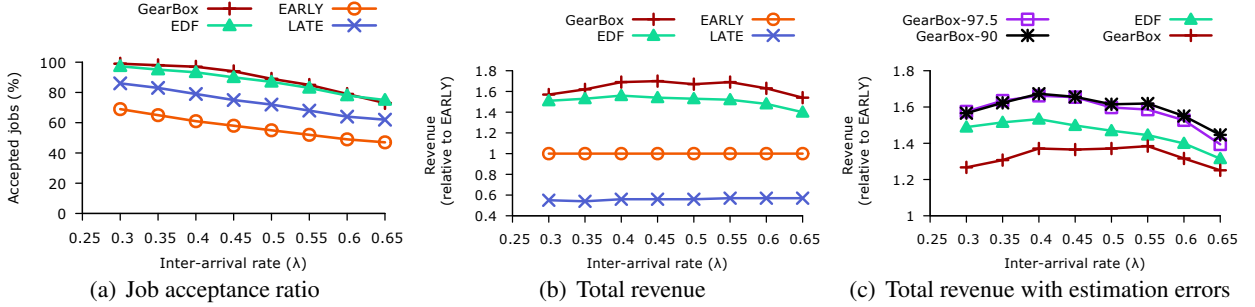 GearBox
EDF
EARLY
LATE
Accepted jobs (%)
100
80
60
40
20
0
0.25 0.3 0.35 0.4 0.45 0.5 0.55 0.6 0.65
Inter-arrival rate (λ)
(a) Job acceptance ratio
GearBox
EDF
EARLY
LATE
Revenue
(relative to EARLY)
1.8
1.6
1.4
1.2
1
0.8
0.6
0.4
0.25 0.3 0.35 0.4 0.45 0.5 0.55 0.6 0.65
Inter-arrival rate (λ)
(b) Total revenue
GearBox-97.5
GearBox-90
EDF
GearBox
Revenue
(relative to EARLY)
1.8
1.6
1.4
1.2
1
0.25 0.3 0.35 0.4 0.45 0.5 0.55 0.6 0.65
Inter-arrival rate (λ)
(c) Total revenue with estimation errors